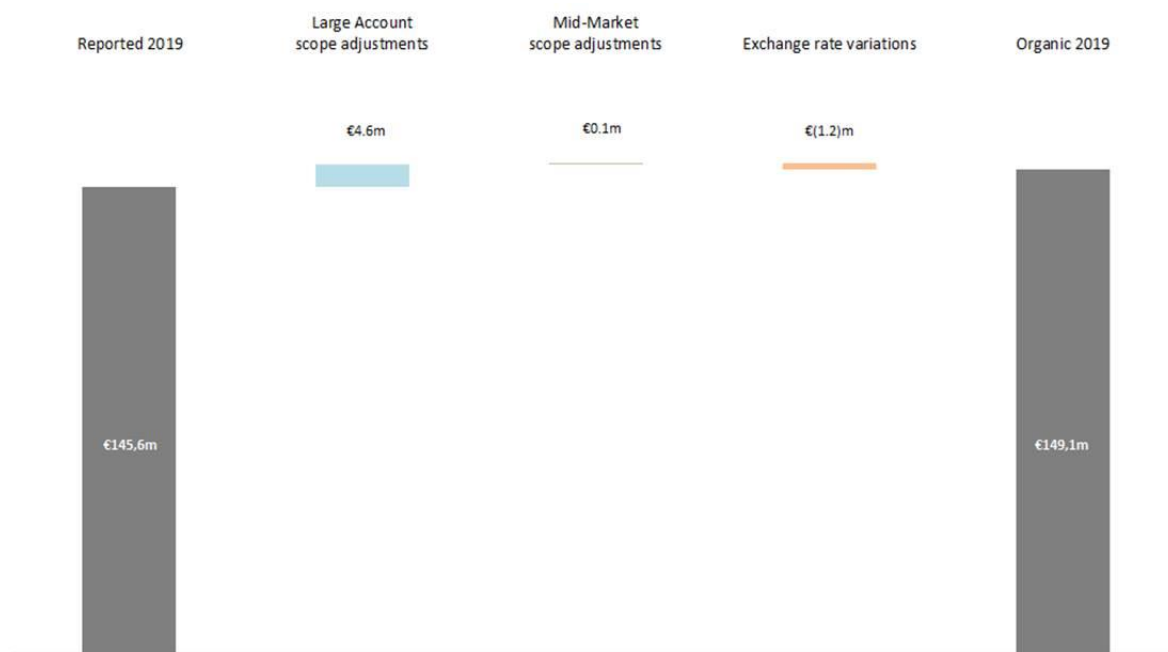 Reported 2019
Large Account
scope adjustments
Mid-Market
scope adjustments
Exchange rate variations
Organic 2019
€4.6m
€0.1m
€(1.2)m
€145,6m
€149,1m